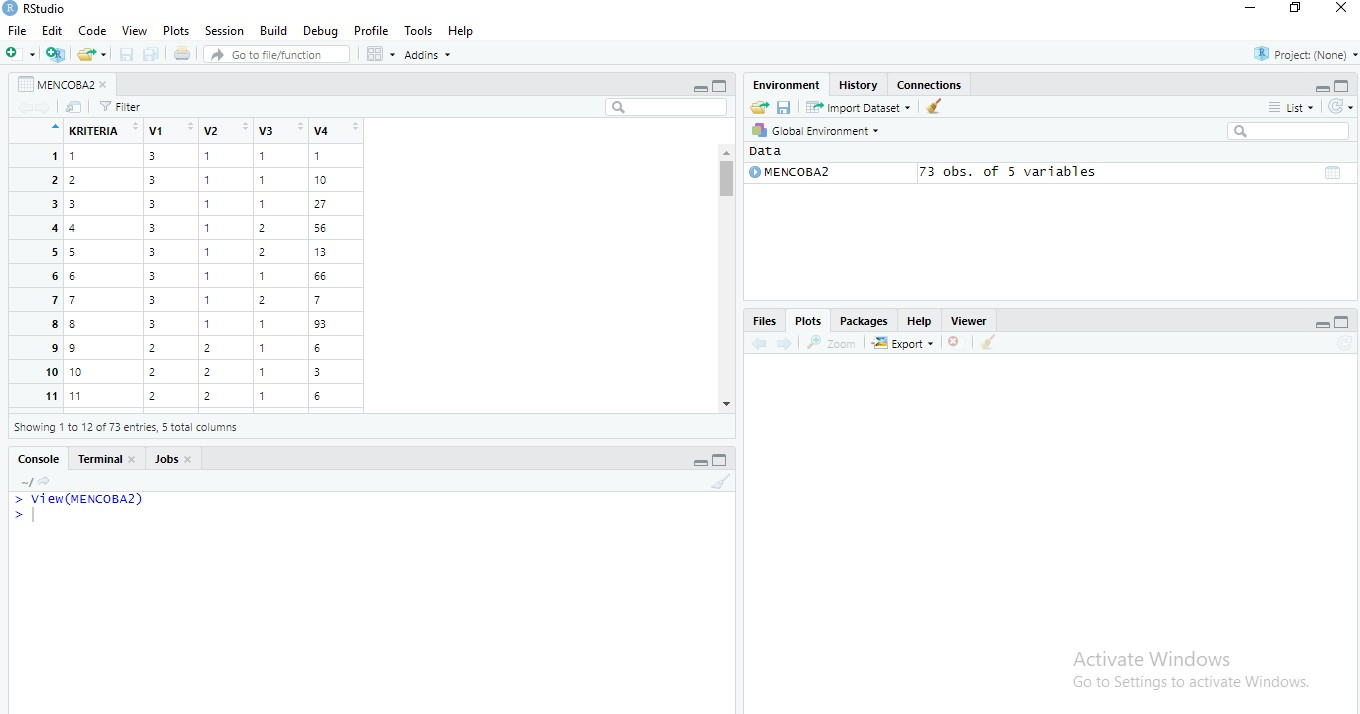 RStudio
File Edit Code View Plots Session Build Debug Profile Tools Help
Go to file/function Addins Project: (None)
MENCOBA2
Filter
KRITERIA V1 V2 V3 V4
1 1 3 1 1 1
2 2 3 1 1 10
3 3 3 1 1 27
4 4 3 1 2 56
5 5 3 1 2 13
6 6 3 1 1 66
7 7 3 1 2 7
8 8 3 1 1 93
9 9 2 2 1 6
10 10 2 2 1 3
11 11 2 2 1 6
Showing 1 to 12 of 73 entries, 5 total columns
Console Terminal Jobs
~/
> View(MENCOBA2)
>
Environment History Connections
Import Dataset List
Global Environment
Data
MENCOBA2 73 obs. of 5 variables
Files Plots Packages Help Viewer
Zoom Export
Activate Windows
Go to Settings to activate Windows.